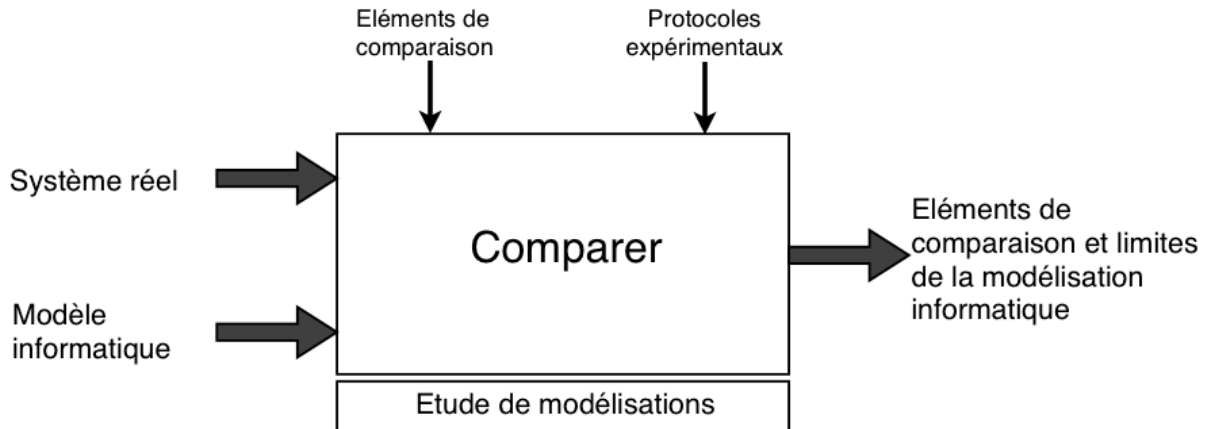 Eléments de
comparaison
Protocoles
expérimentaux
Système réel
Comparer
Eléments de
comparaison et limites
de la modélisation
informatique
Modèle
informatique
Etude de modélisations